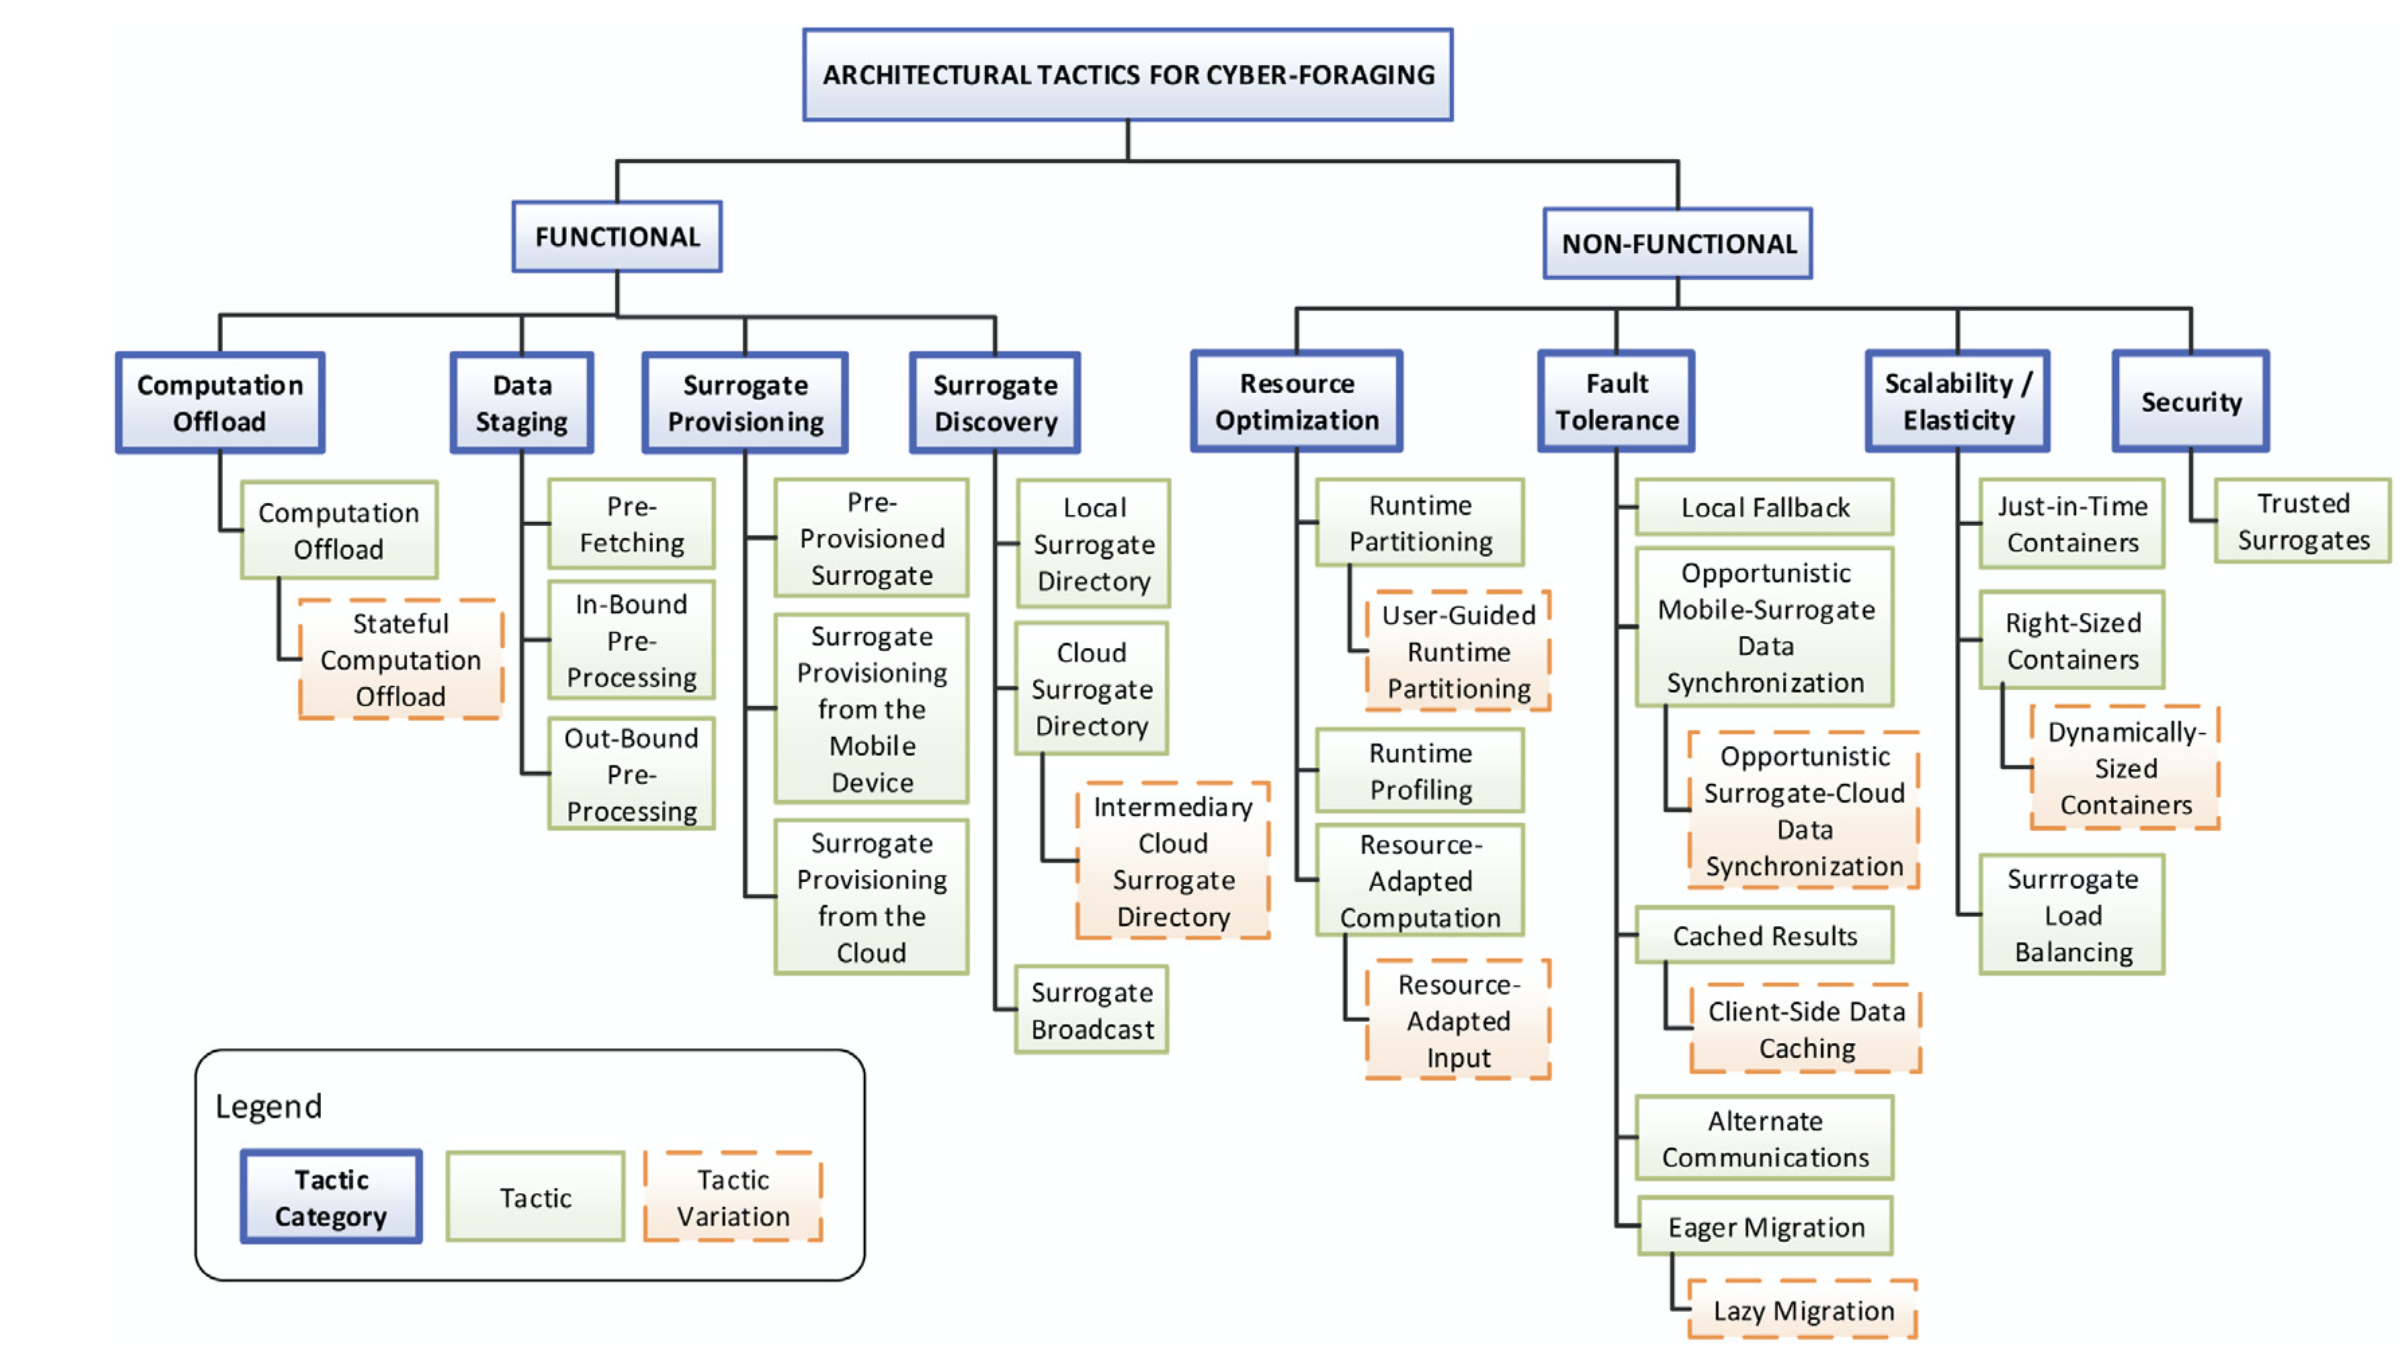 ARCHITECTURAL TACTICS FOR CYBER-FORAGING
FUNCTIONAL
NON-FUNCTIONAL
Computation
Offload
Data
Staging
Surrogate
Provisioning
Surrogate
Discovery
Resource
Optimization
Fault
Tolerance
Scalability /
Elasticity
Security
Computation
Offload
Stateful
Computation
Offload
Pre-
Fetching
In-Bound
Pre-
Processing
Out-Bound
Pre-
Processing
Pre-
Provisioned
Surrogate
Surrogate
Provisioning
from the
Mobile
Device
Surrogate
Provisioning
from the
Cloud
Local
Surrogate
Directory
Cloud
Surrogate
Directory
Intermediary
Cloud
Surrogate
Directory
Surrogate
Broadcast
Runtime
Partitioning
User-Guided
Runtime
Partitioning
Runtime
Profiling
Resource-
Adapted
Computation
Resource-
Adapted
Input
Local Fallback
Opportunistic
Mobile-Surrogate
Data
Synchronization
Opportunistic
Surrogate-Cloud
Data
Synchronization
Cached Results
Client-Side Data
Caching
Alternate
Communications
Eager Migration
Lazy Migration
Just-in-Time
Containers
Right-Sized
Containers
Dynamically-
Sized
Containers
Surrrogate
Load
Balancing
Trusted
Surrogates
Legend
Tactic
Category
Tactic
Tactic
Variation